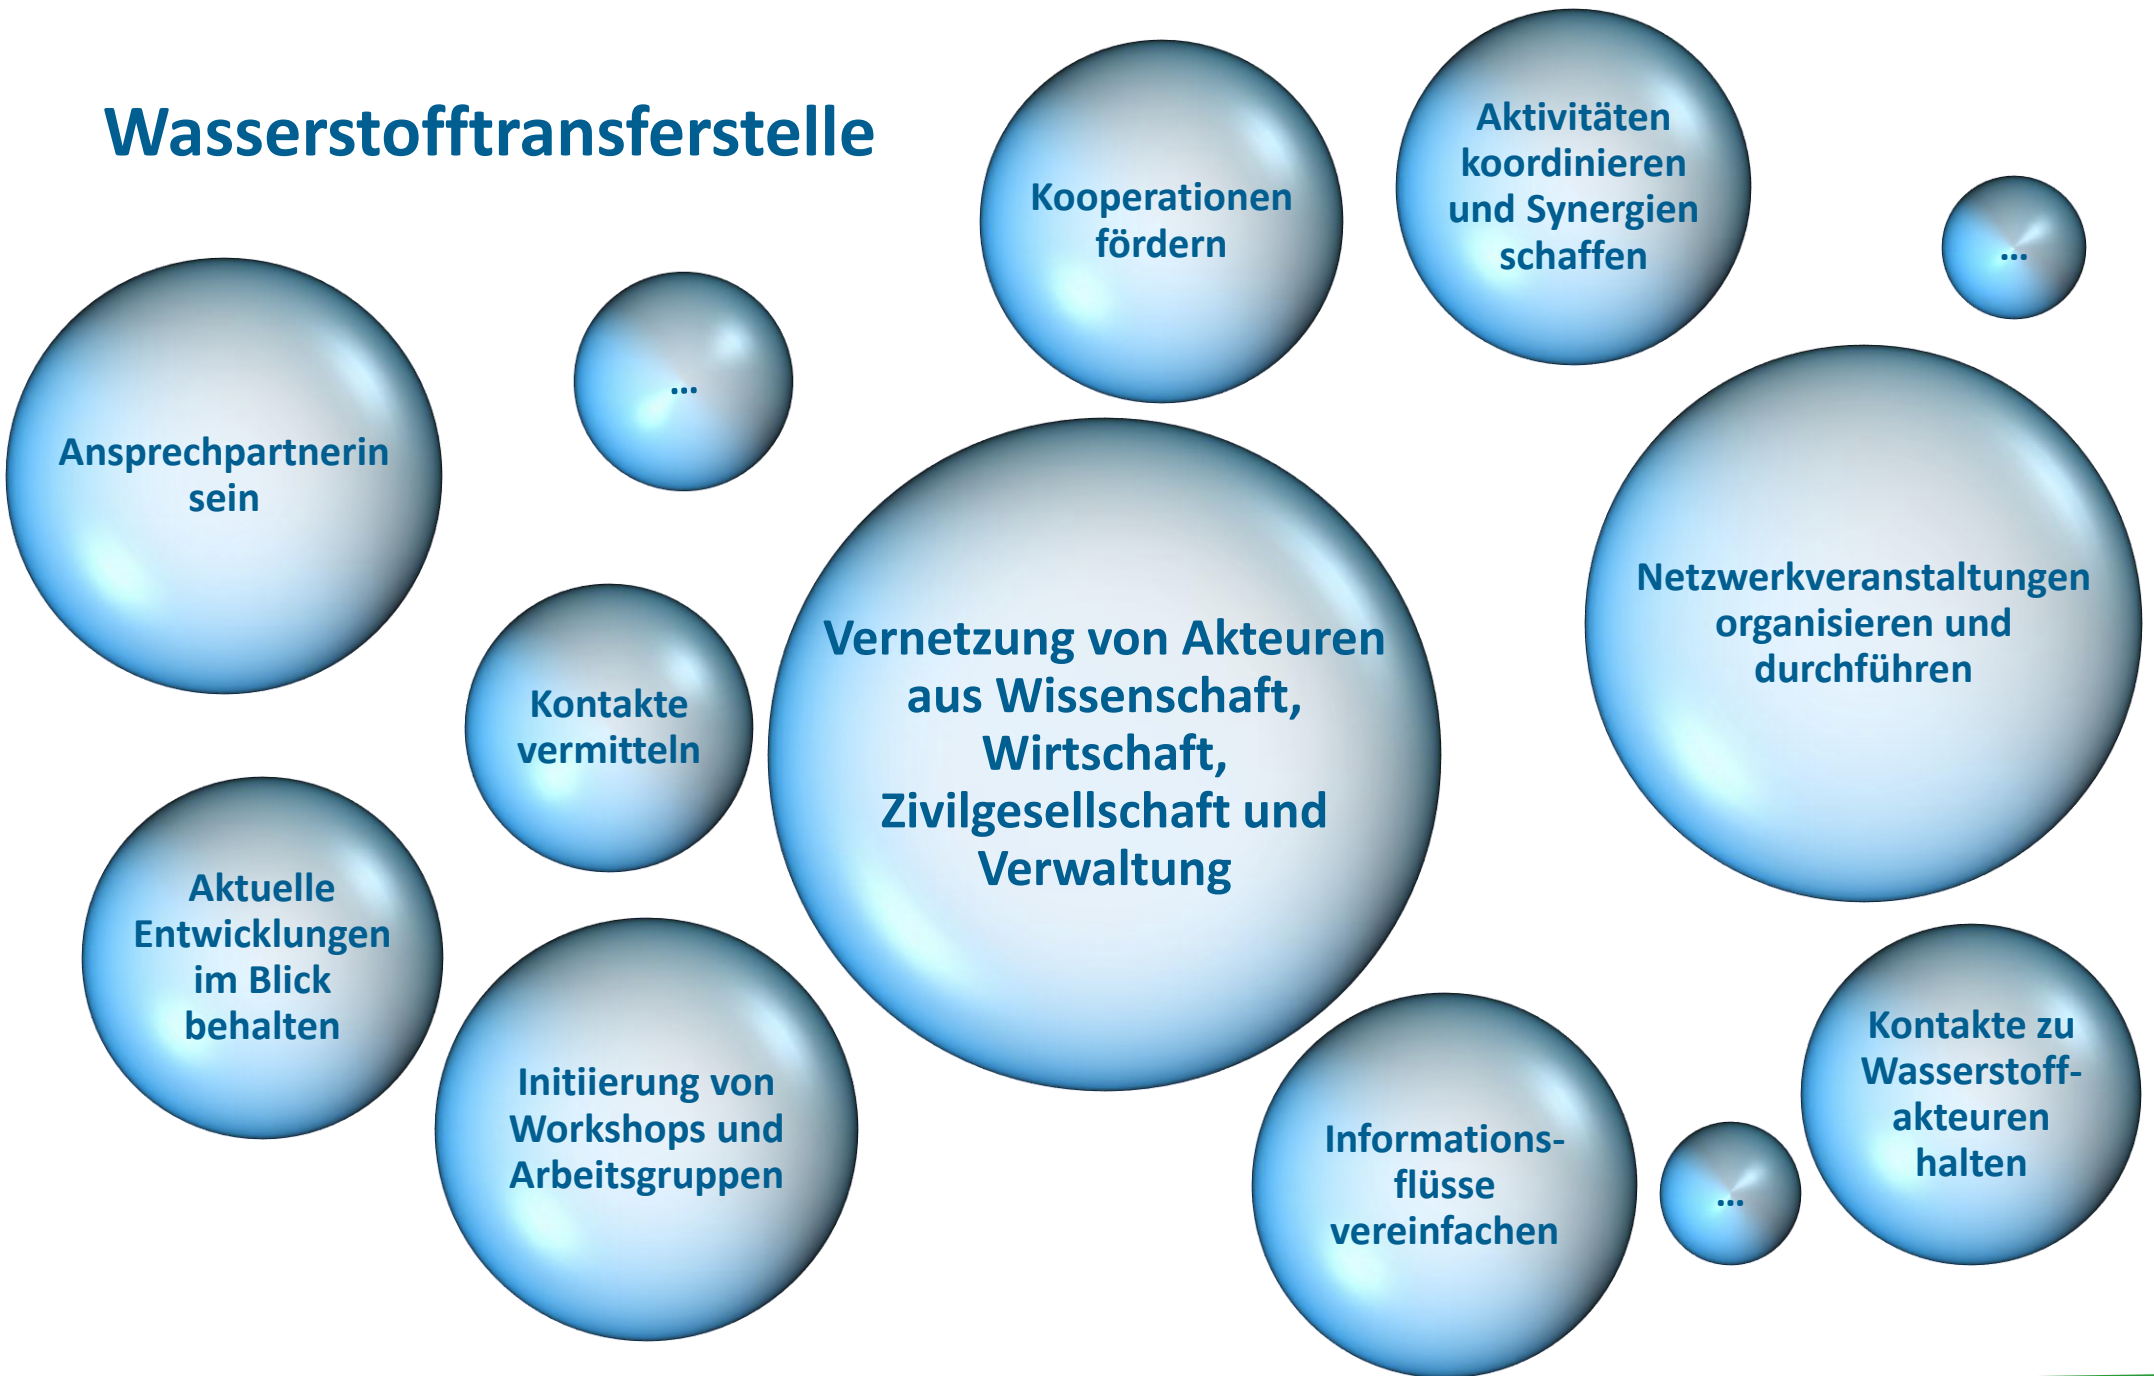 Wasserstofftransferstelle
Kooperationen
fördern
Aktivitäten
koordinieren
und Synergien
schaffen
...
Ansprechpartnerin
sein
...
Vernetzung von Akteuren
aus Wissenschaft,
Wirtschaft,
Zivilgesellschaft und
Verwaltung
Netzwerkveranstaltungen
organisieren und
durchführen
Kontakte
vermitteln
Aktuelle
Entwicklungen
im Blick
behalten
Initiierung von
Workshops und
Arbeitsgruppen
Informations-
flüsse
vereinfachen
...
Kontakte zu
Wasserstoff-
akteuren
halten